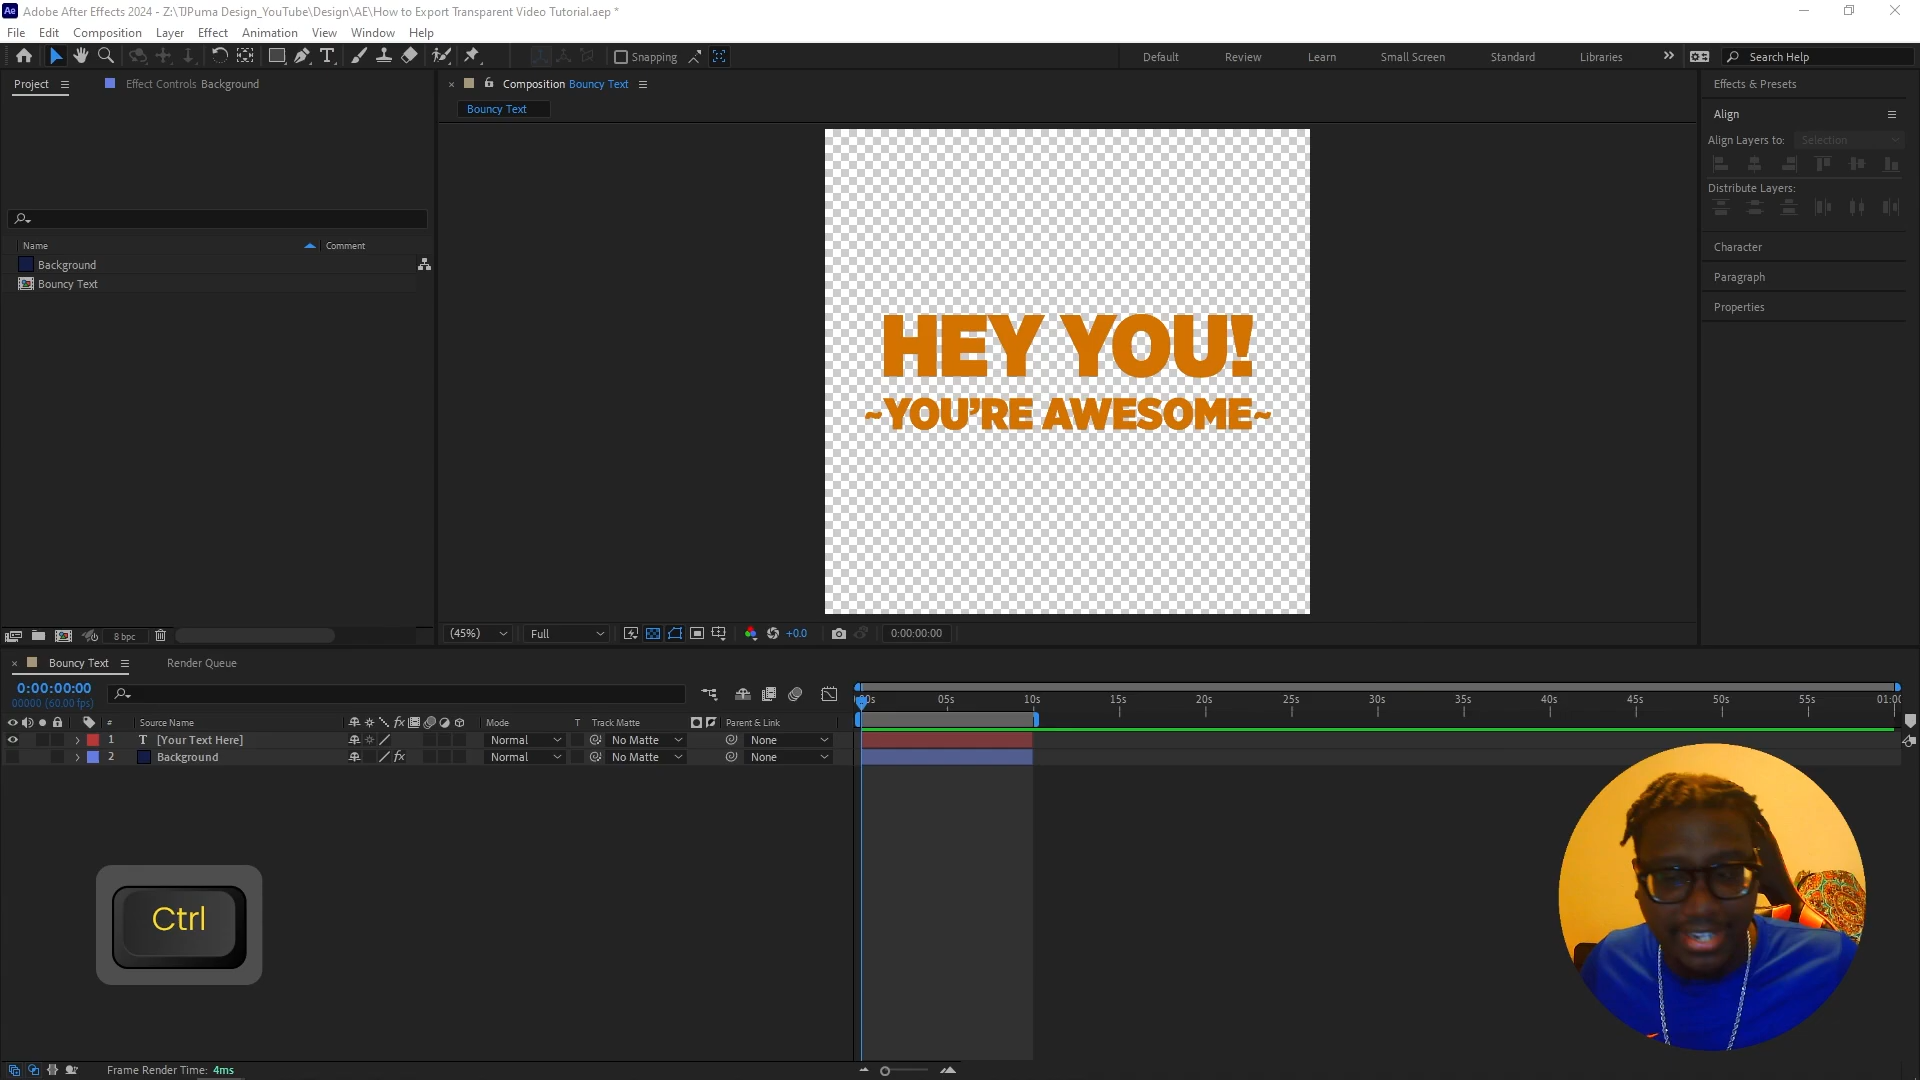 Ae Adobe After Effects 2024 - Z:\TJPuma Design_YouTube\Design\AE\How to Export Transparent Video Tutorial.aep *
File Edit Composition Layer Effect Animation View Window Help
Snapping Default Review Learn Small Screen Standard Libraries Search Help
Project Effect Controls Background
Composition Bouncy Text
Bouncy Text
Effects & Presets
Align
Align Layers to: Selection
Distribute Layers:
Character
Paragraph
Properties
Name Comment
Background
Bouncy Text
HEY YOU!
~YOU’RE AWESOME~
8 bpc
(45%) Full +0.0 0:00:00:00
Bouncy Text Render Queue
0:00:00:00
00000 (60.00 fps)
00s 05s 10s 15s 20s 25s 30s 35s 40s 45s 50s 55s 01:00
# Source Name fx Mode T Track Matte Parent & Link
1 T [Your Text Here] Normal No Matte None
2 Background fx Normal No Matte None
Ctrl
Frame Render Time: 4ms